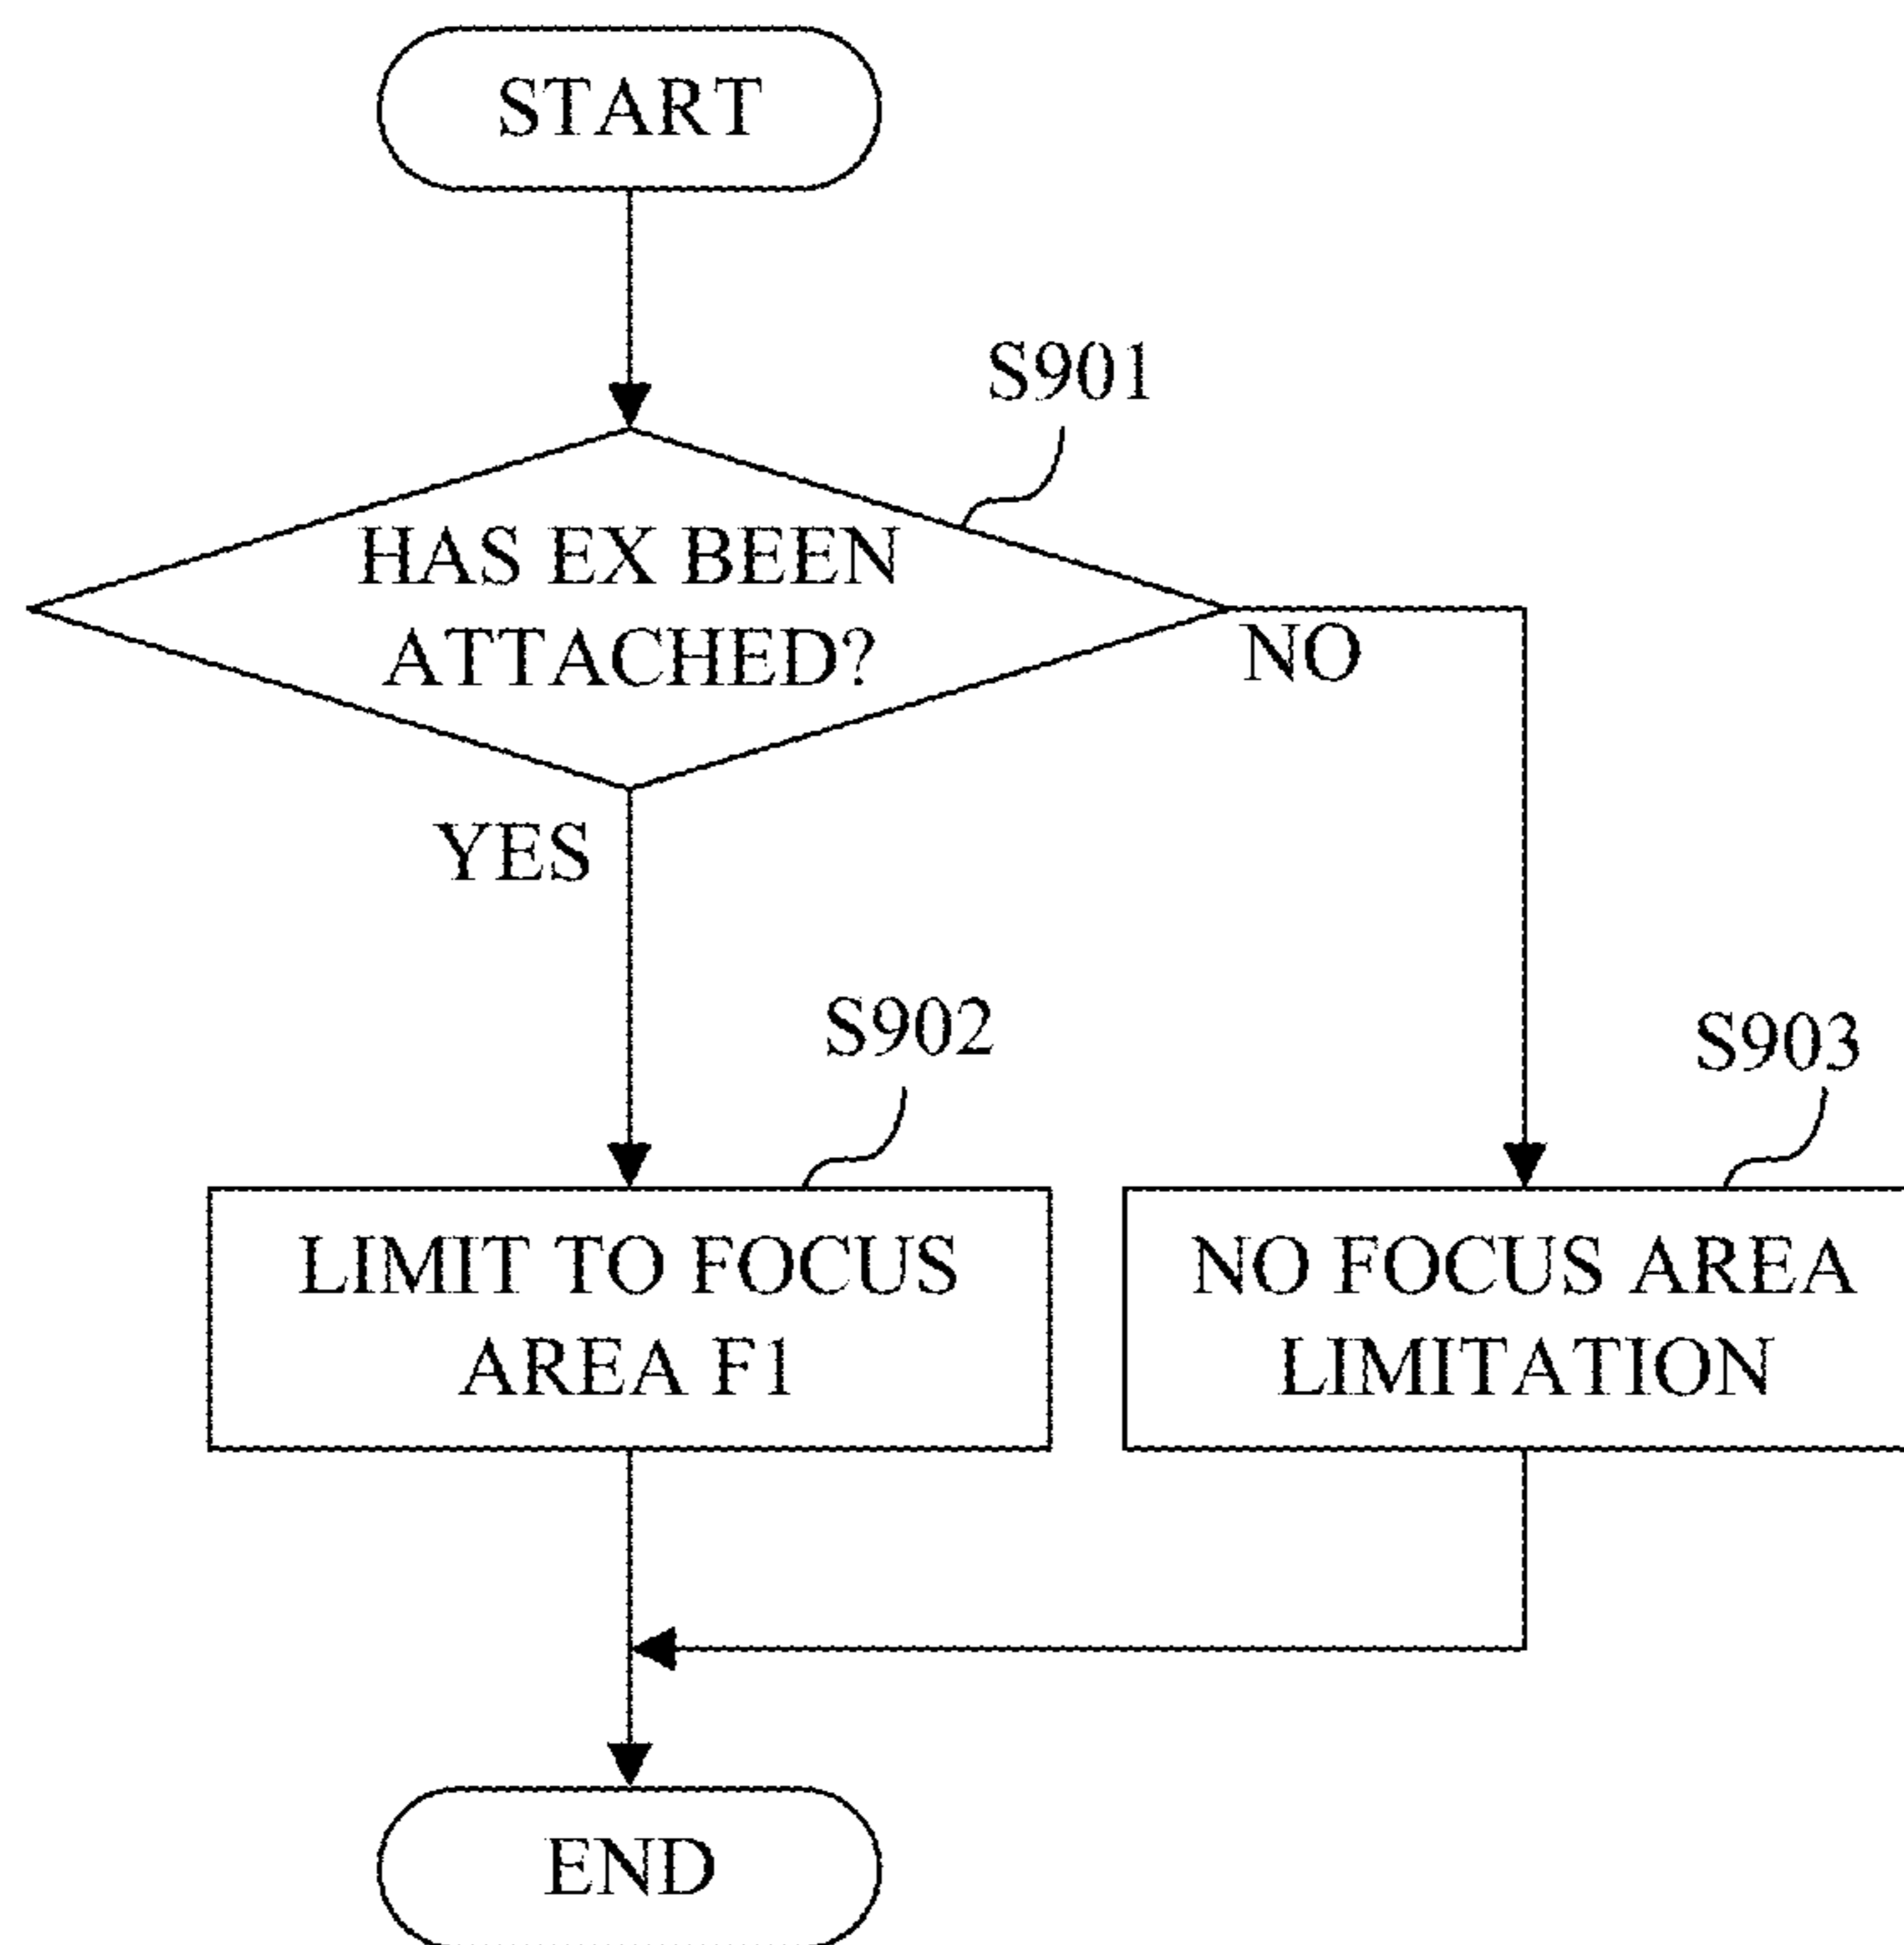 START
S901
HAS EX BEEN
ATTACHED?
NO
YES
S902
S903
LIMIT TO FOCUS
AREA F1
NO FOCUS AREA
LIMITATION
END